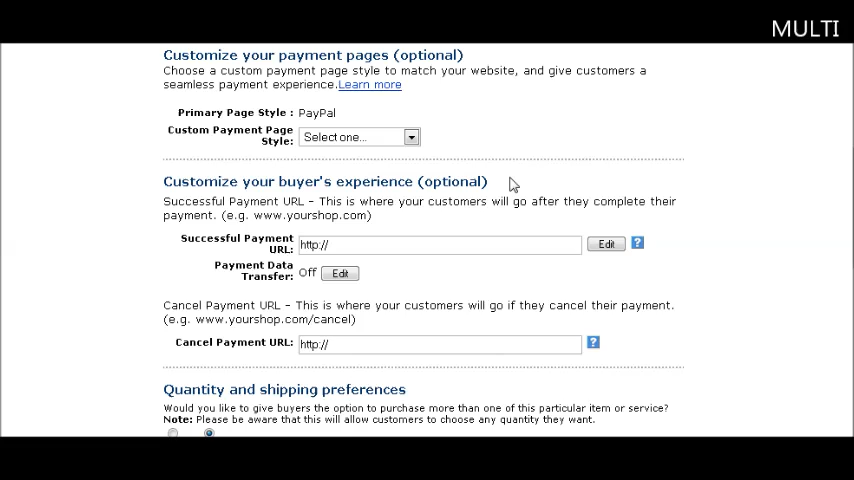 MULTI
Customize your payment pages (optional)
Choose a custom payment page style to match your website, and give customers a
seamless payment experience.Learn more
Primary Page Style : PayPal
Custom Payment Page
Style: Select one...
Customize your buyer's experience (optional)
Successful Payment URL – This is where your customers will go after they complete their
payment. (e.g. www.yourshop.com)
Successful Payment
URL: http:// Edit ?
Payment Data
Transfer: Off Edit
Cancel Payment URL – This is where your customers will go if they cancel their payment.
(e.g. www.yourshop.com/cancel)
Cancel Payment URL: http:// ?
Quantity and shipping preferences
Would you like to give buyers the option to purchase more than one of this particular item or service?
Note: Please be aware that this will allow customers to choose any quantity they want.